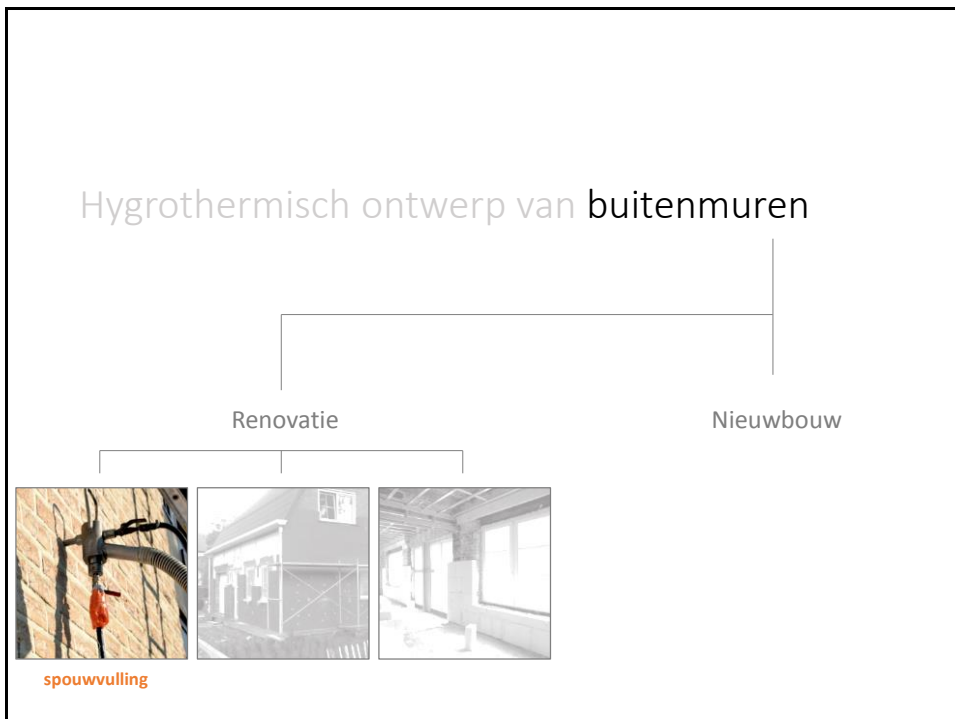 Hygrothermisch ontwerp van buitenmuren
Renovatie
Nieuwbouw
spouwvulling